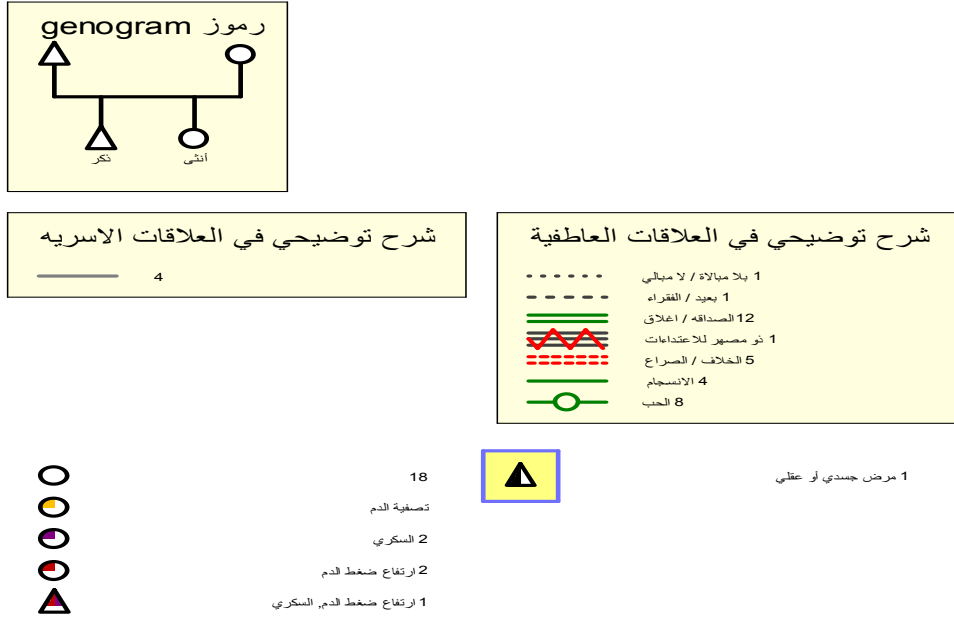 رموز genogram
ذكر
أنثى
شرح توضيحي في العلاقات الاسريه
4
شرح توضيحي في العلاقات العاطفية
1 بلا مبالاة / لا مبالي
1 بعيد / الفقراء
12 الصداقه / اغلاق
1 ذو مصهر للاعتداءات
5 الخلاف / الصراع
4 الانسجام
8 الحب
18
تصفية الدم
2 السكري
2 ارتفاع ضغط الدم
1 ارتفاع ضغط الدم, السكري
1 مرض جسدي أو عقلي